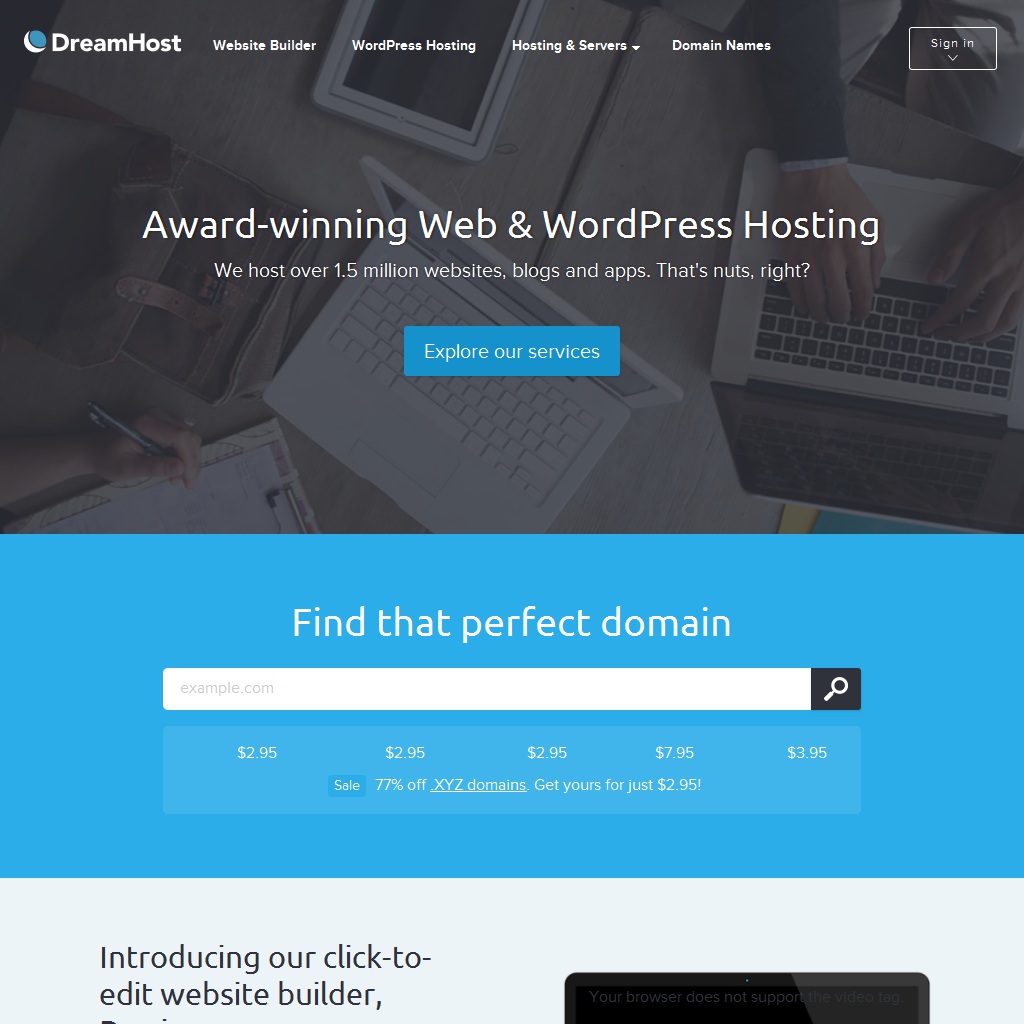 DreamHost
Website Builder
WordPress Hosting
Hosting & Servers
Domain Names
Sign in
Award-winning Web & WordPress Hosting
We host over 1.5 million websites, blogs and apps. That's nuts, right?
Explore our services
Find that perfect domain
example.com
$2.95 $2.95 $2.95 $7.95 $3.95
Sale 77% off .XYZ domains. Get yours for just $2.95!
Introducing our click-to-
edit website builder,
Your browser does not support the video tag.